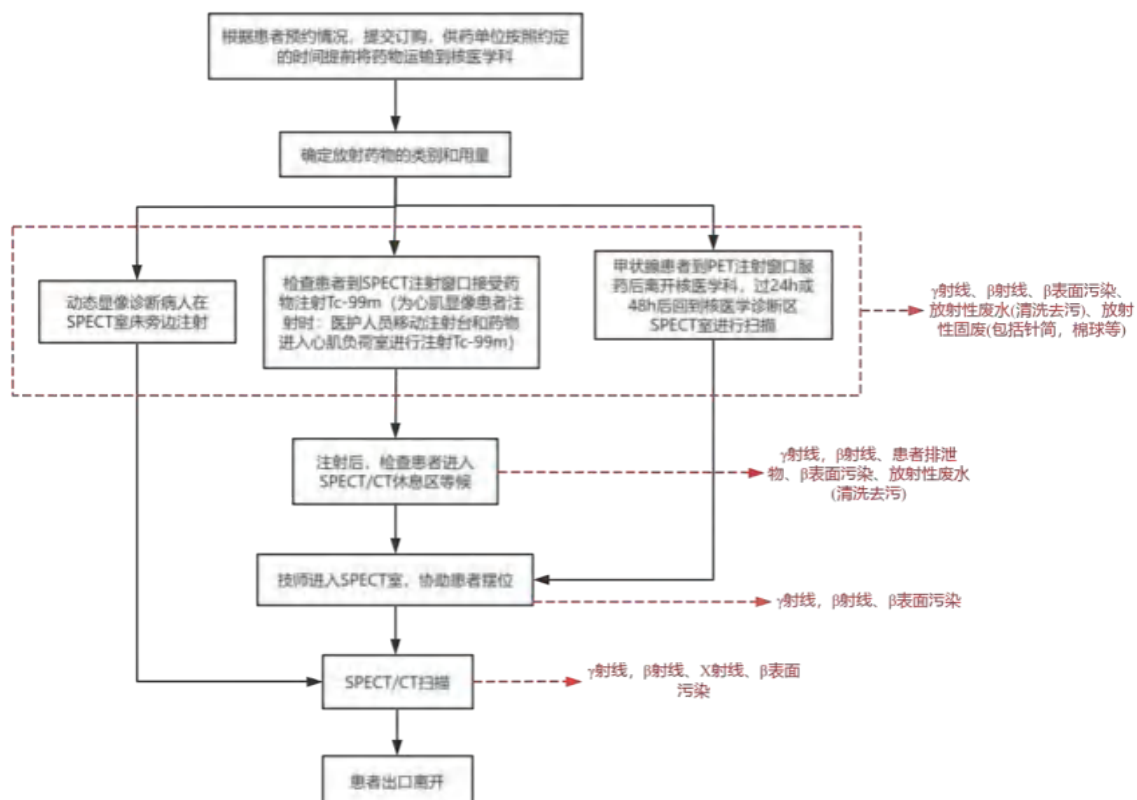 根据患者预约情况，提交订购，供药单位按照约定
的时间提前将药物运输到核医学科
确定放射药物的类别和用量
动态显像诊断病人在
SPECT室床旁边注射
检查患者到SPECT注射窗口接受药
物注射Tc-99m（为心肌显像患者注
射时：医护人员移动注射台和药物
进入心肌负荷室进行注射Tc-99m）
甲状腺患者到PET注射窗口服
药后离开核医学科，过24h或
48h后回到核医学诊断区
SPECT室进行扫描
γ射线、β射线、β表面污染、
放射性废水(清洗去污)、放射
性固废(包括针筒，棉球等)
注射后，检查患者进入
SPECT/CT休息区等候
γ射线，β射线、患者排泄
物、β表面污染、放射性废水
(清洗去污)
技师进入SPECT室，协助患者摆位
γ射线，β射线、β表面污染
SPECT/CT扫描
γ射线，β射线、X射线、β表面
污染
患者出口离开